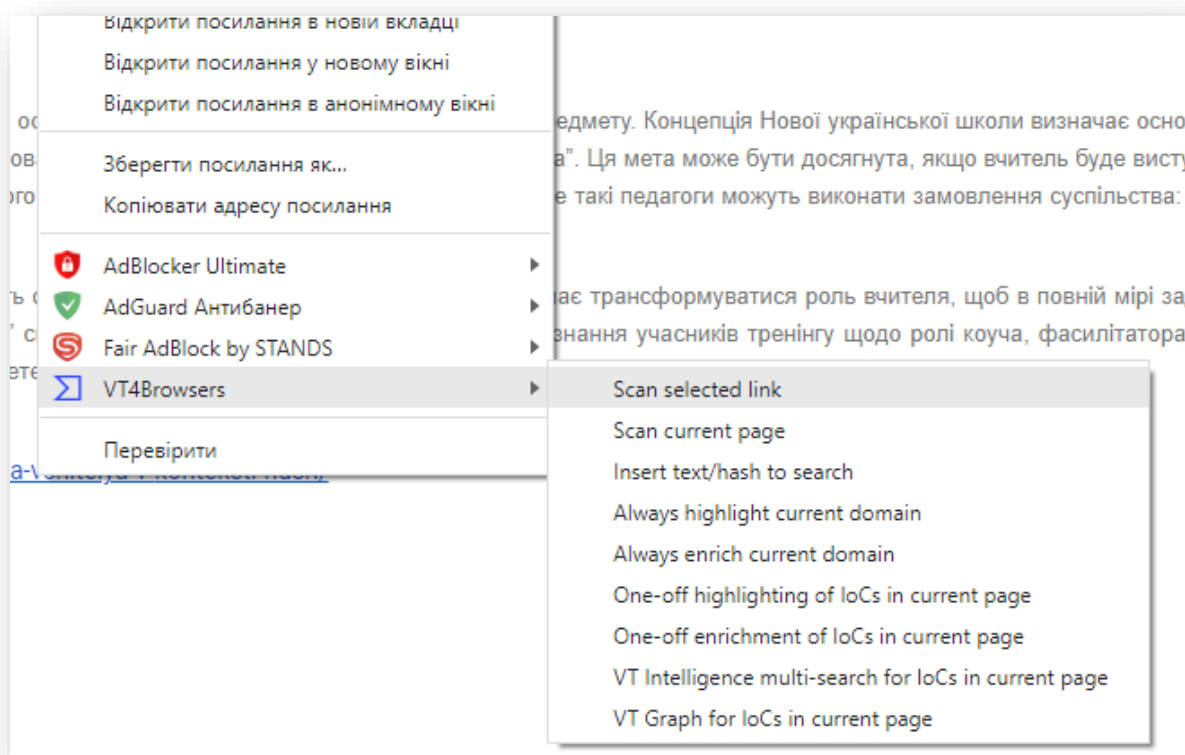 Відкрити посилання в новій вкладці
Відкрити посилання у новому вікні
Відкрити посилання в анонімному вікні
Зберегти посилання як...
Копіювати адресу посилання
AdBlocker Ultimate
AdGuard Антибанер
Fair AdBlock by STANDS
VT4Browsers
Перевірити
Scan selected link
Scan current page
Insert text/hash to search
Always highlight current domain
Always enrich current domain
One-off highlighting of IoCs in current page
One-off enrichment of IoCs in current page
VT Intelligence multi-search for IoCs in current page
VT Graph for IoCs in current page
едмету. Концепція Нової української школи визначає осно
а". Ця мета може бути досягнута, якщо вчитель буде висту
е такі педагоги можуть виконати замовлення суспільства:
ає трансформуватися роль вчителя, щоб в повній мірі за
знання учасників тренінгу щодо ролі коуча, фасилітатора